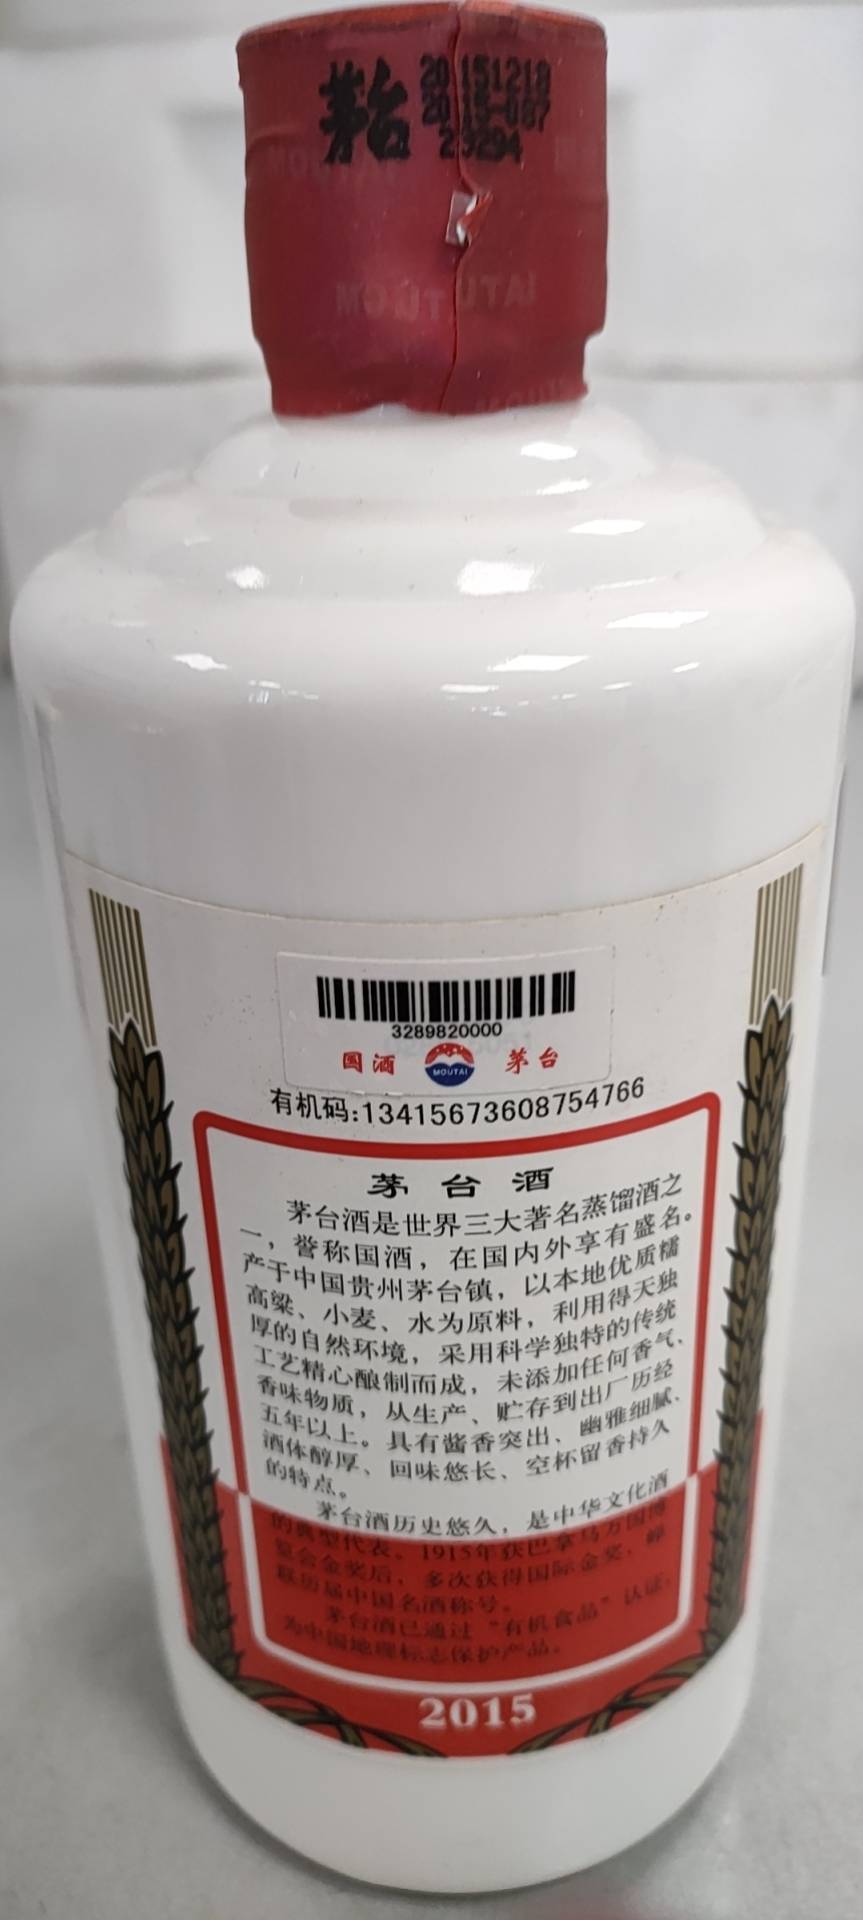 茅台
20151218
2015-087
23294
MOUTAI
3289820000
国酒 MOUTAI 茅台
有机码:13415673608754766
茅 台 酒
茅台酒是世界三大著名蒸馏酒之
一，誉称国酒，在国内外享有盛名。
产于中国贵州茅台镇，以本地优质糯
高粱、小麦、水为原料，利用得天独
厚的自然环境，采用科学独特的传统
工艺精心酿制而成，未添加任何香气、
香味物质，从生产、贮存到出厂历经
五年以上。具有酱香突出、幽雅细腻、
酒体醇厚、回味悠长、空杯留香持久
的特点。
茅台酒历史悠久，是中华文化酒
的典型代表。1915年获巴拿马万国博
览会金奖后，多次获得国际金奖，蝉
联历届中国名酒称号。
茅台酒已通过“有机食品”认证，
为中国地理标志保护产品。
2015